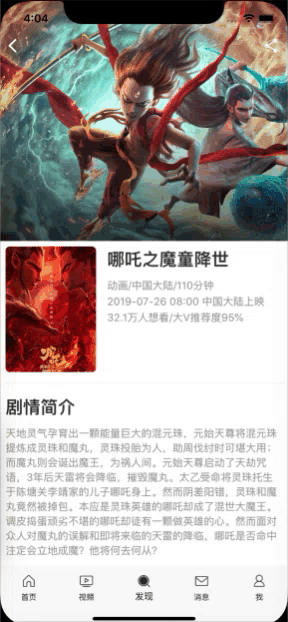 4:04
哪吒之魔童降世
动画/中国大陆/110分钟
2019-07-26 08:00 中国大陆上映
32.1万人想看/大V推荐度95%
剧情简介
天地灵气孕育出一颗能量巨大的混元珠，元始天尊将混元珠
提炼成灵珠和魔丸，灵珠投胎为人，助周伐纣时可堪大用；
而魔丸则会诞出魔王，为祸人间。元始天尊启动了天劫咒
语，3年后天雷将会降临，摧毁魔丸。太乙受命将灵珠托生
于陈塘关李靖家的儿子哪吒身上。然而阴差阳错，灵珠和魔
丸竟然被掉包。本应是灵珠英雄的哪吒却成了混世大魔王。
调皮捣蛋顽劣不堪的哪吒却徒有一颗做英雄的心。然而面对
众人对魔丸的误解和即将来临的天雷的降临，哪吒是否命中
注定会立地成魔？他将何去何从？
首页 视频 发现 消息 我